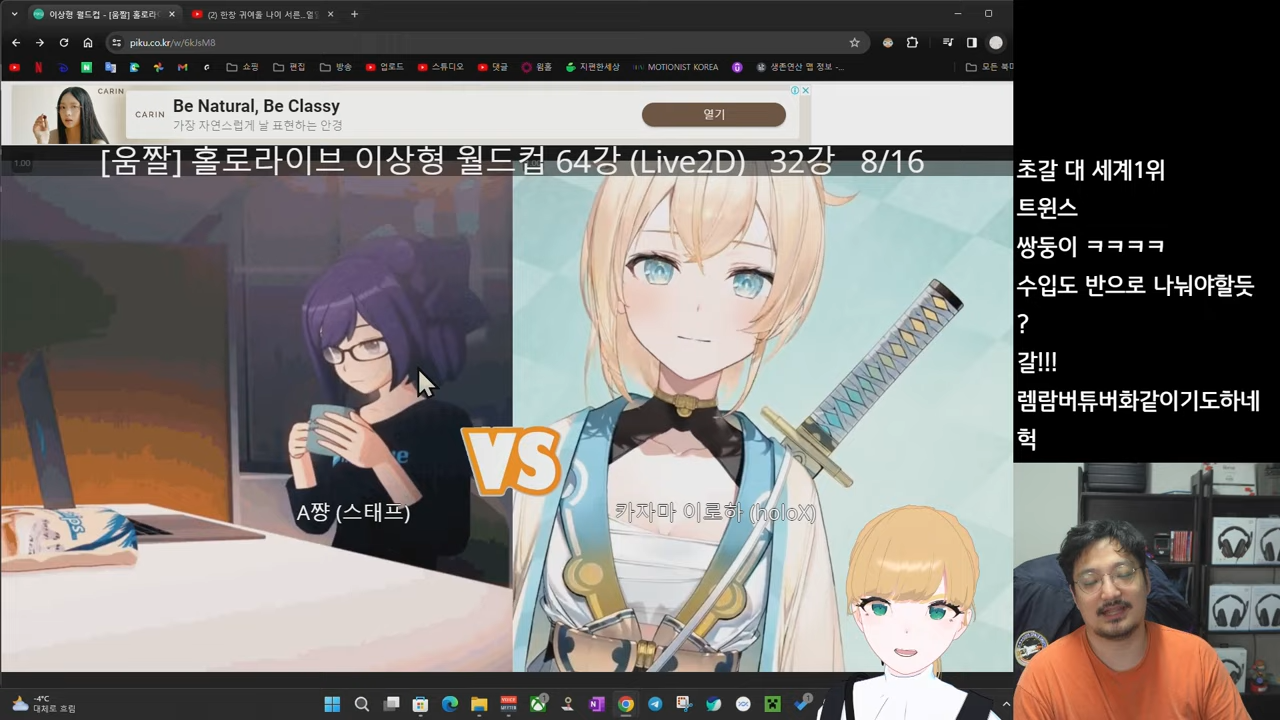 이상형 월드컵 - [움짤] 홀로라이
(2) 한창 귀여울 나이 서른..열일
piku.co.kr/w/6kJsM8
쇼핑
편집
방송
업로드
스튜디오
댓글
윔홀
지편한세상
MOTIONIST KOREA
생존연산 맵 정보 -...
모든 북마
CARIN
CARIN
Be Natural, Be Classy
가장 자연스럽게 날 표현하는 안경
열기
1.00
[움짤] 홀로라이브 이상형 월드컵 64강 (Live2D) 32강 8/16
VS
A쨩 (스태프)
카자마 이로하 (holoX)
초갈 대 세계1위
트윈스
쌍둥이 ㅋㅋㅋㅋ
수입도 반으로 나눠야할듯
?
갈!!!
렘람버튜버화같이기도하네
헉
-4°C
대체로 흐림